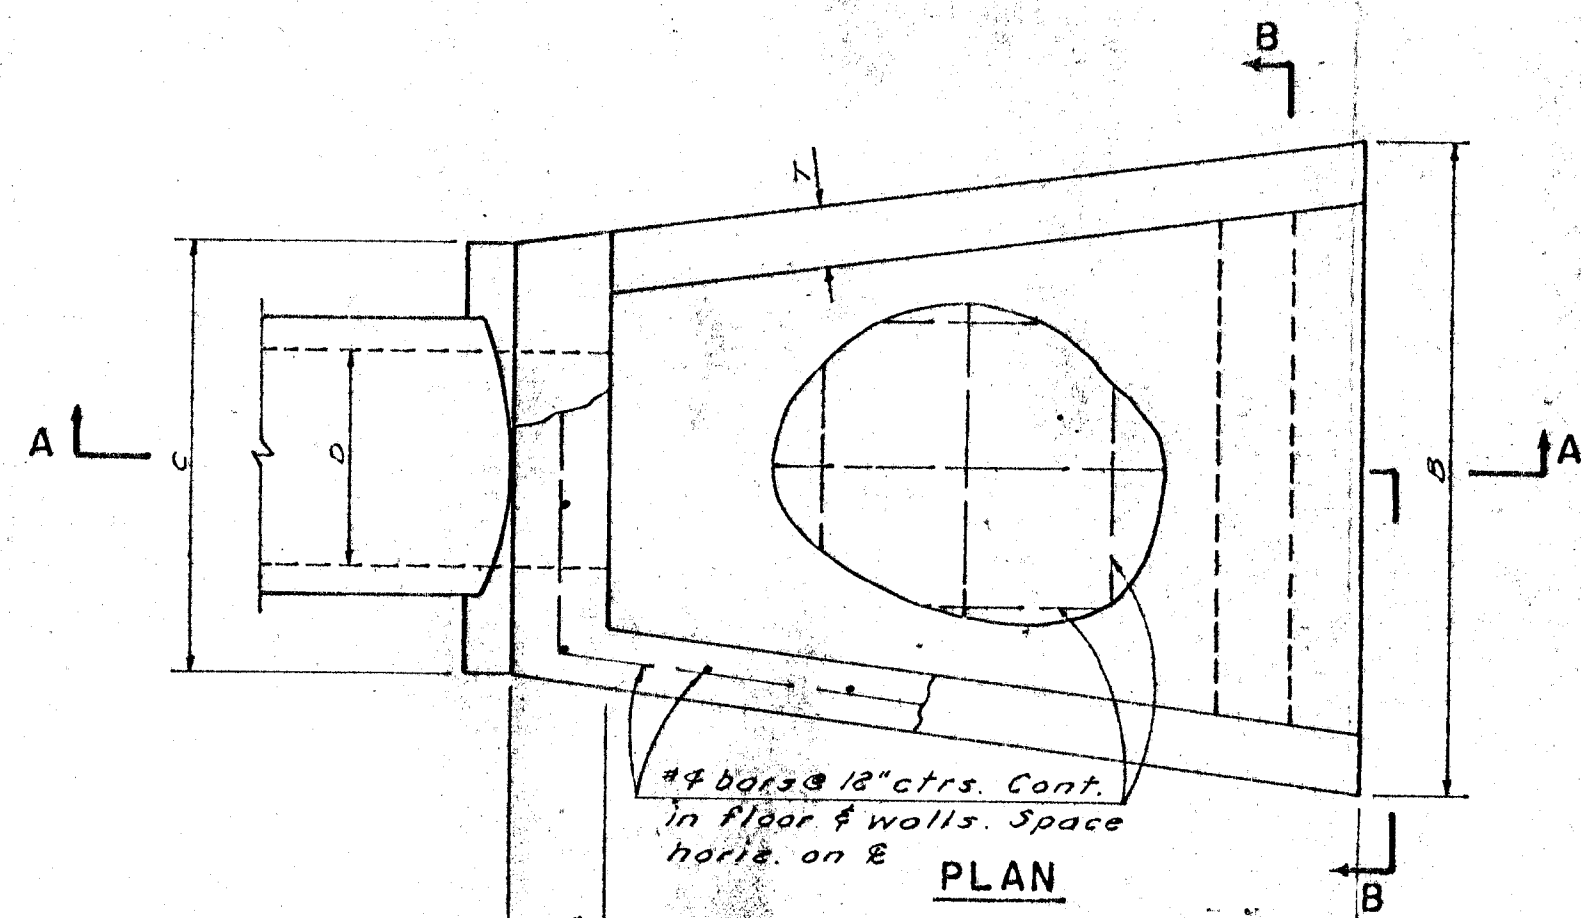 B
T
A
C
D
B
A
#4 bars @ 12" ctrs. Cont.
in floor & walls. Space
horiz. on ℄
PLAN
B